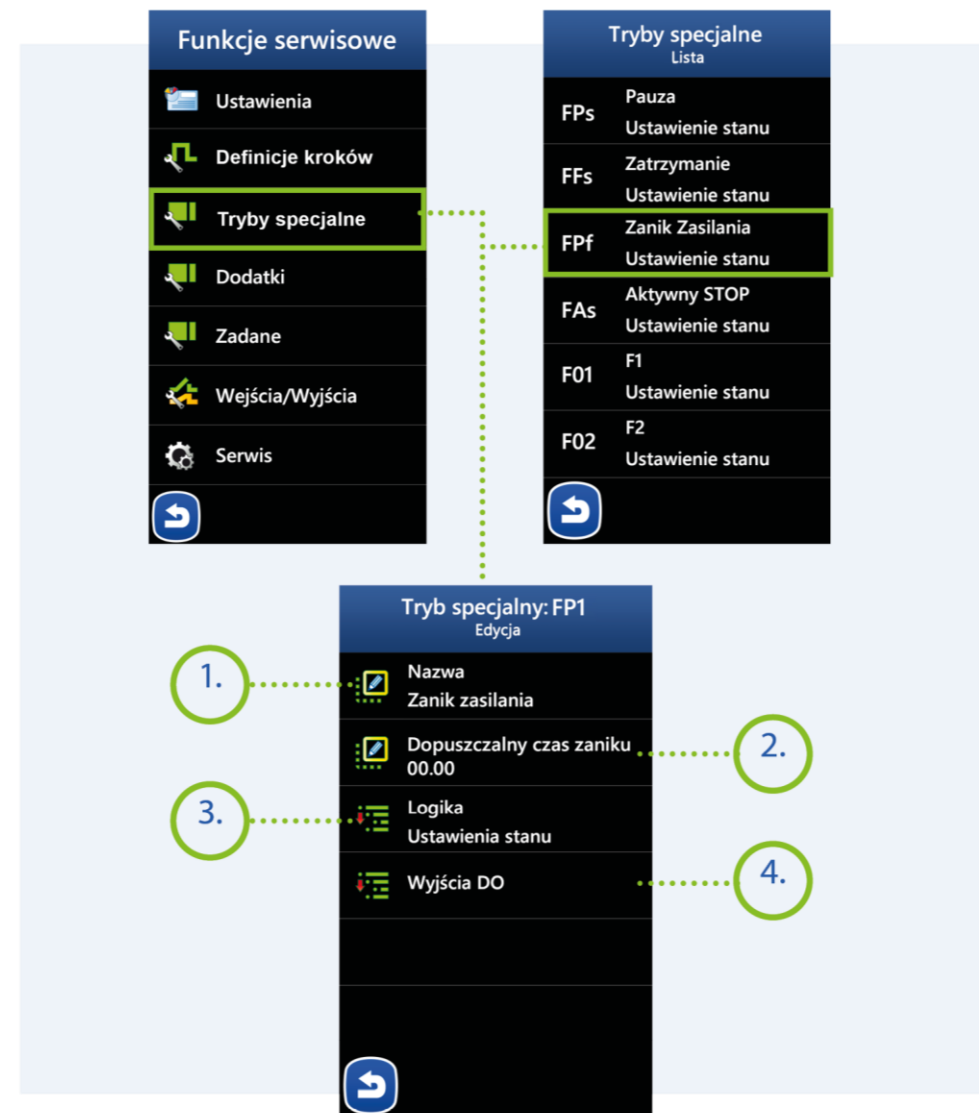 Funkcje serwisowe
Ustawienia
Definicje kroków
Tryby specjalne
Dodatki
Zadane
Wejścia/Wyjścia
Serwis
Tryby specjalne
Lista
FPs
Pauza
Ustawienie stanu
FFs
Zatrzymanie
Ustawienie stanu
FPf
Zanik Zasilania
Ustawienie stanu
FAs
Aktywny STOP
Ustawienie stanu
F01
F1
Ustawienie stanu
F02
F2
Ustawienie stanu
Tryb specjalny: FP1
Edycja
1.
Nazwa
Zanik zasilania
Dopuszczalny czas zaniku
00.00
2.
3.
Logika
Ustawienia stanu
Wyjścia DO
4.